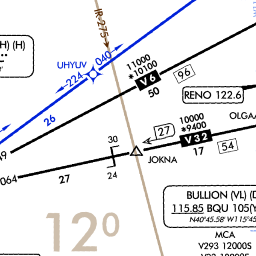 H) (H)
IR-275
UHYUV
040
224
11000
*10100
V6
50
96
RENO 122.6
26
10000
*9400
OLGA
27
V32
17
54
30
JOKNA
24
9
064
27
12°
BULLION (VL) (D
115.85 BQU 105(Y
N40°45.58' W115°45
MCA
V293 12000S